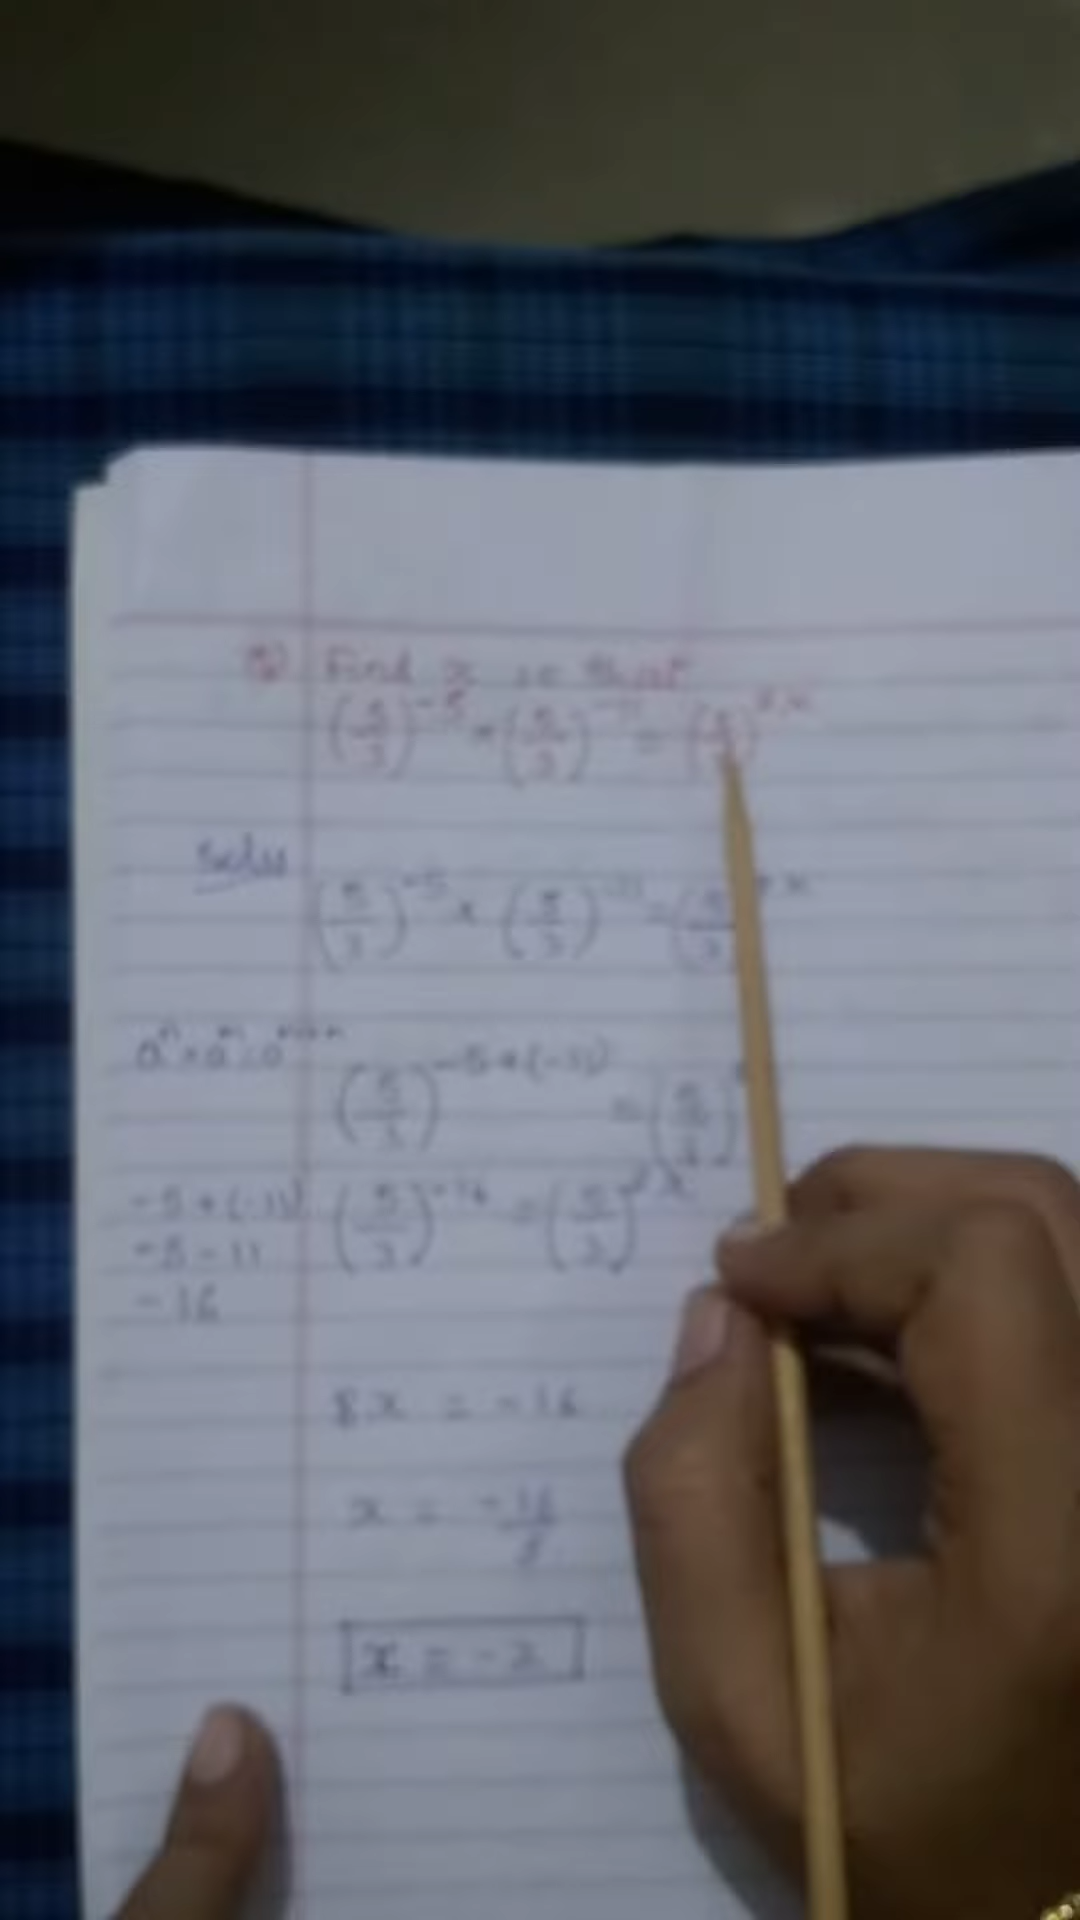 Find x so that
(5/3)^-5 × (5/3)^-11 = (5/3)^8x
Solu
(5/3)^-5 × (5/3)^-11 = (5/3)^8x
(5/3)^-5+(-11) = (5/3)
-5+(-11) (5/3)^-16 = (5/3)^8x
-5-11
-16
8x = -16
x = -16/8
x = -2